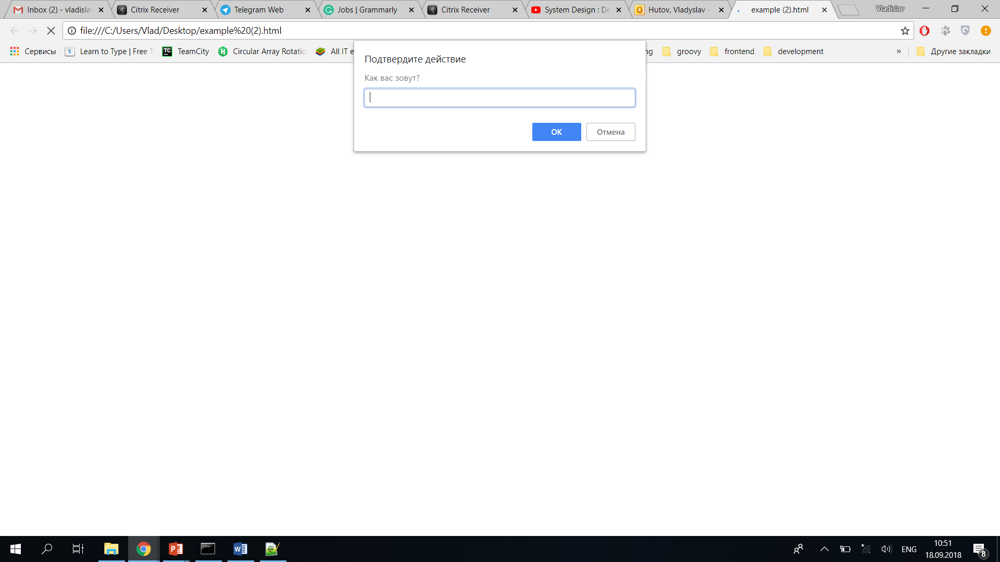 Inbox (2) - vladisla
Citrix Receiver
Telegram Web
Jobs | Grammarly
Citrix Receiver
System Design : De
Hutov, Vladyslav -
example (2).html
Vladislav
file:///C:/Users/Vlad/Desktop/example%20(2).html
Сервисы
Learn to Type | Free T
TeamCity
Circular Array Rotatio
All IT e
ng
groovy
frontend
development
»
Другие закладки
Подтвердите действие
Как вас зовут?
ОК
Отмена
ENG
10:51
18.09.2018
8